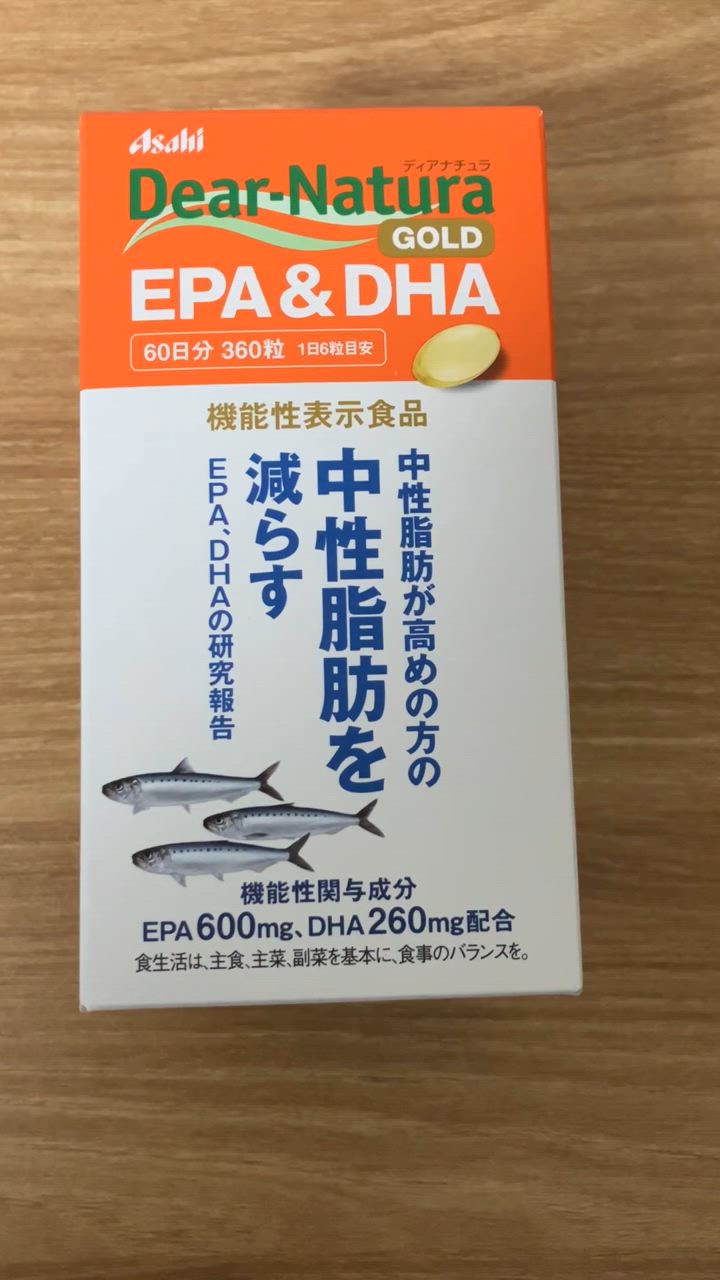 Asahi
ディアナチュラ
Dear-Natura
GOLD
EPA & DHA
60日分 360粒 1日6粒目安
機能性表示食品
中性脂肪が高めの方の
中性脂肪を
減らす
EPA、DHAの研究報告
機能性関与成分
EPA600mg、DHA260mg配合
食生活は、主食、主菜、副菜を基本に、食事のバランスを。